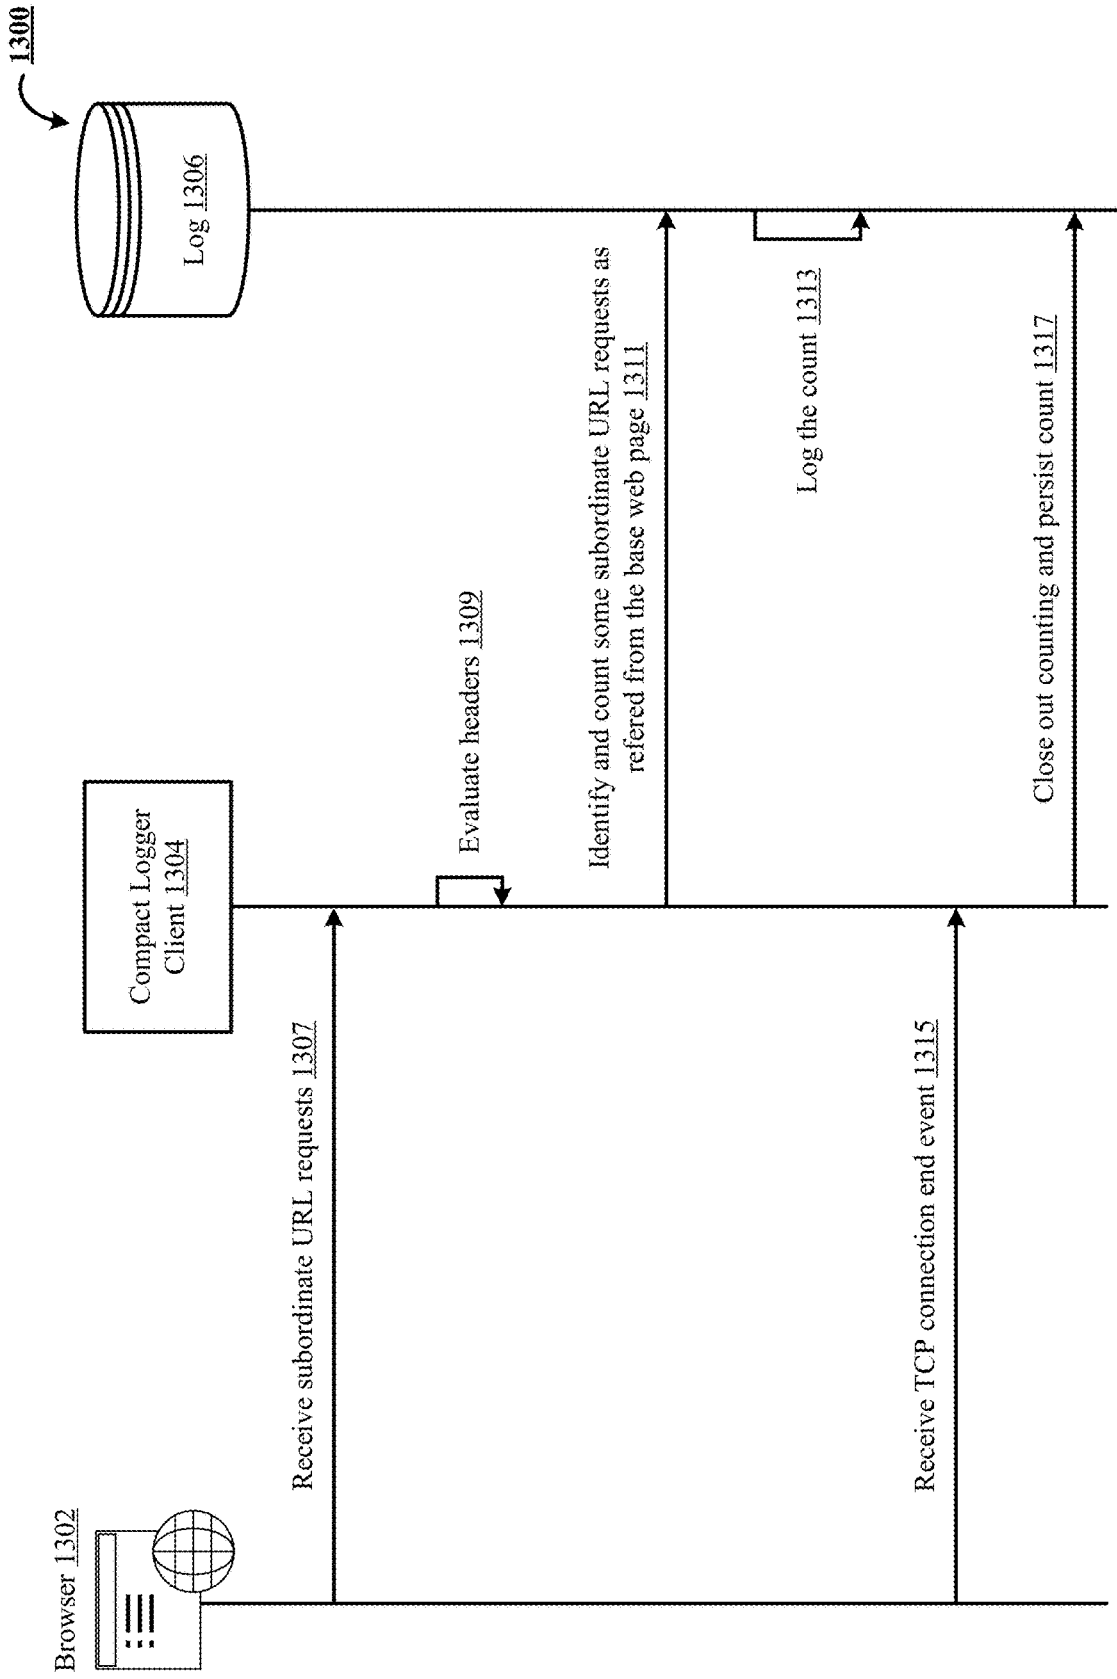 1300
Browser 1302
Compact Logger
Client 1304
Log 1306
Receive subordinate URL requests 1307
Evaluate headers 1309
Identify and count some subordinate URL requests as
refered from the base web page 1311
Log the count 1313
Receive TCP connection end event 1315
Close out counting and persist count 1317